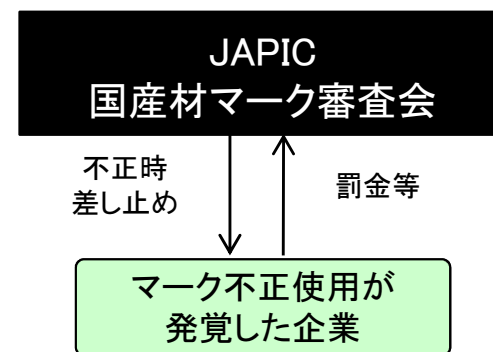 JAPIC
国産材マーク審査会
不正時
差し止め
罰金等
マーク不正使用が
発覚した企業